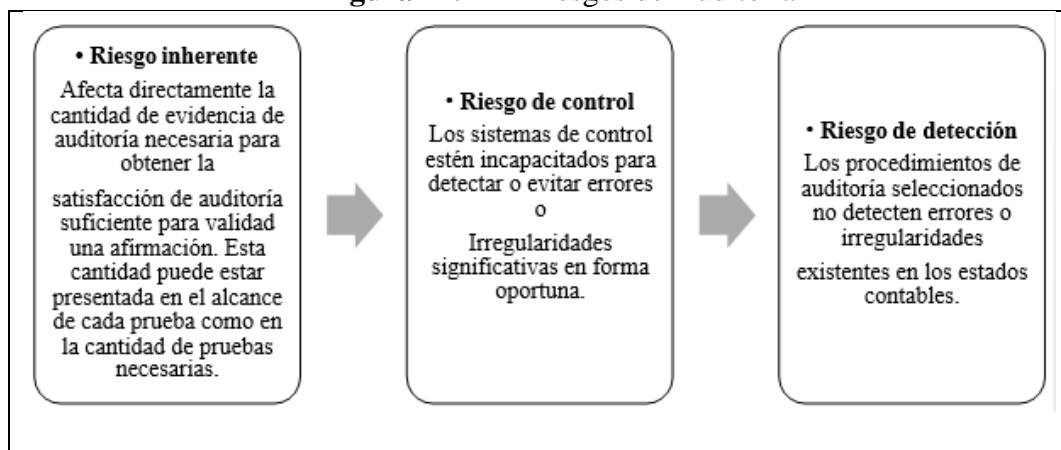 Riesgos de Auditoría
• Riesgo inherente
Afecta directamente la
cantidad de evidencia de
auditoría necesaria para
obtener la
satisfacción de auditoría
suficiente para validad
una afirmación. Esta
cantidad puede estar
presentada en el alcance
de cada prueba como en
la cantidad de pruebas
necesarias.
• Riesgo de control
Los sistemas de control
estén incapacitados para
detectar o evitar errores
o
Irregularidades
significativas en forma
oportuna.
• Riesgo de detección
Los procedimientos de
auditoría seleccionados
no detecten errores o
irregularidades
existentes en los estados
contables.